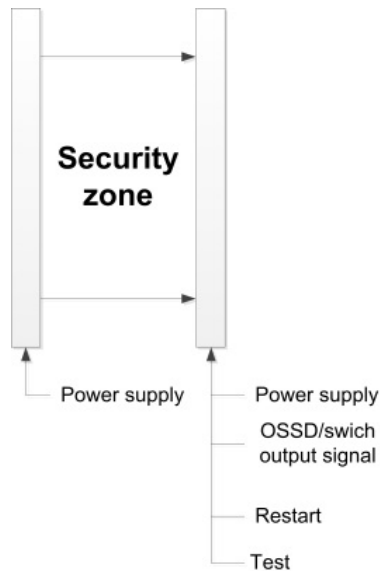 Security
zone
Power supply
Power supply
OSSD/swich
output signal
Restart
Test